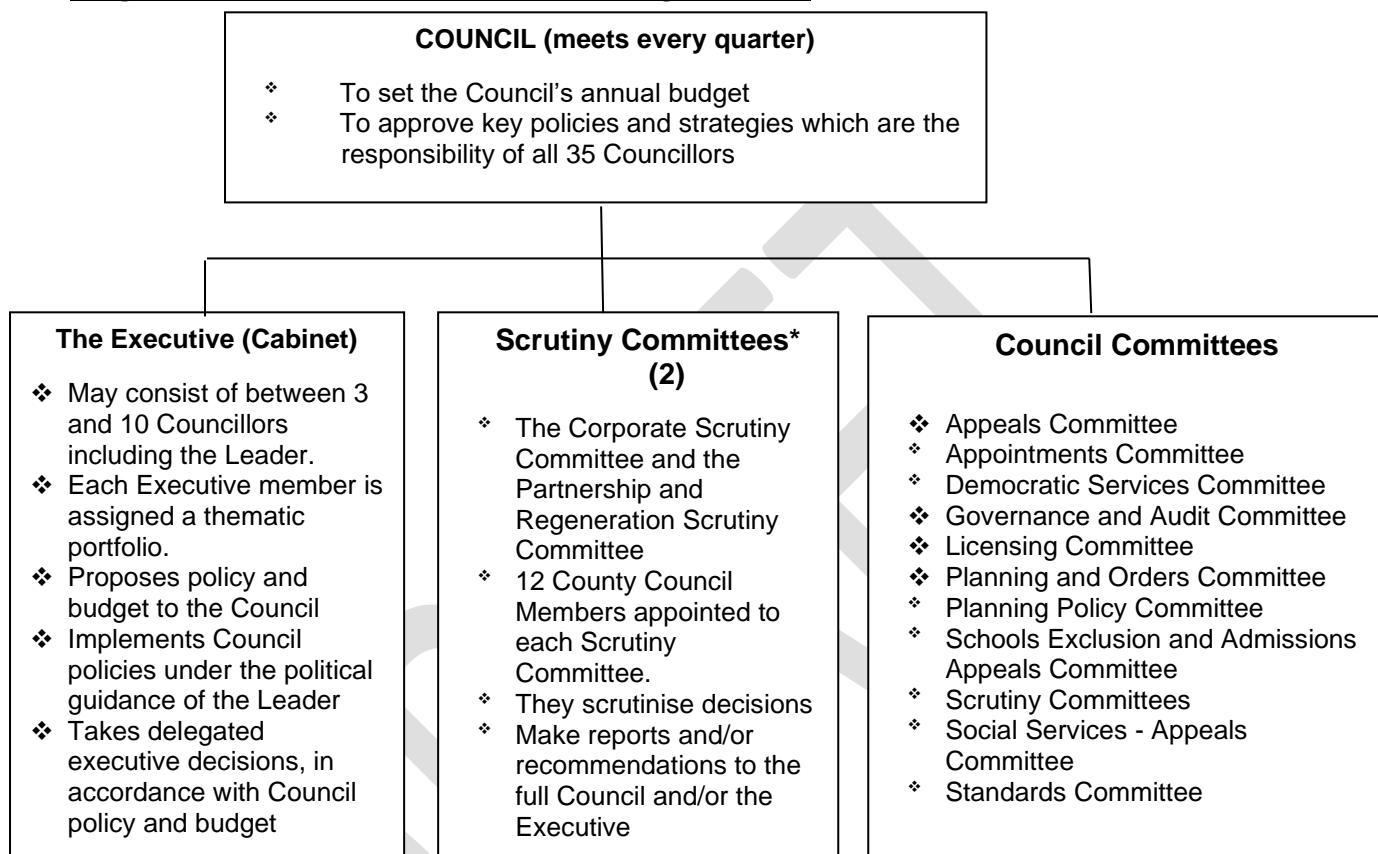 COUNCIL (meets every quarter)
❖ To set the Council's annual budget
❖ To approve key policies and strategies which are the
responsibility of all 35 Councillors
The Executive (Cabinet)
❖ May consist of between 3
and 10 Councillors
including the Leader.
❖ Each Executive member is
assigned a thematic
portfolio.
❖ Proposes policy and
budget to the Council
❖ Implements Council
policies under the political
guidance of the Leader
❖ Takes delegated
executive decisions, in
accordance with Council
policy and budget
Scrutiny Committees*
(2)
❖ The Corporate Scrutiny
Committee and the
Partnership and
Regeneration Scrutiny
Committee
❖ 12 County Council
Members appointed to
each Scrutiny
Committee.
❖ They scrutinise decisions
❖ Make reports and/or
recommendations to the
full Council and/or the
Executive
Council Committees
❖ Appeals Committee
❖ Appointments Committee
❖ Democratic Services Committee
❖ Governance and Audit Committee
❖ Licensing Committee
❖ Planning and Orders Committee
❖ Planning Policy Committee
❖ Schools Exclusion and Admissions
Appeals Committee
❖ Scrutiny Committees
❖ Social Services - Appeals
Committee
❖ Standards Committee